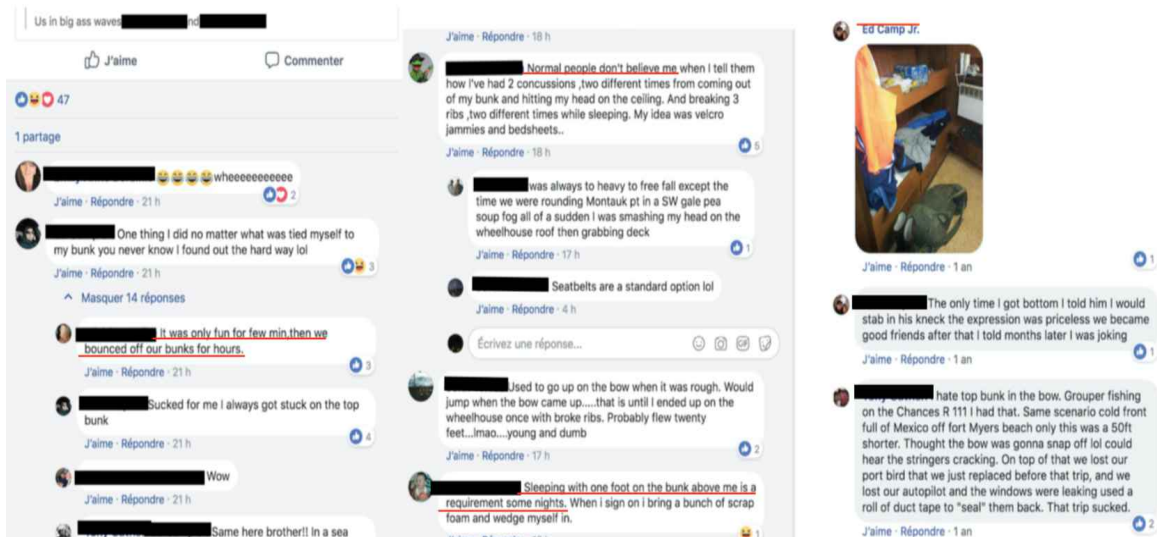 Us in big ass waves nd
J'aime
Commenter
47
1 partage
wheeeeeeeeeee
2
J'aime · Répondre · 21 h
One thing I did no matter what was tied myself to
my bunk you never know I found out the hard way lol
3
J'aime · Répondre · 21 h
Masquer 14 réponses
It was only fun for few min,then we
bounced off our bunks for hours.
3
J'aime · Répondre · 21 h
Sucked for me I always got stuck on the top
bunk
4
J'aime · Répondre · 21 h
Wow
J'aime · Répondre · 21 h
Same here brother!! In a sea
J'aime · Répondre · 18 h
Normal people don't believe me when I tell them
how I've had 2 concussions ,two different times from coming out
of my bunk and hitting my head on the ceiling. And breaking 3
ribs ,two different times while sleeping. My idea was velcro
jammies and bedsheets..
5
J'aime · Répondre · 18 h
was always to heavy to free fall except the
time we were rounding Montauk pt in a SW gale pea
soup fog all of a sudden I was smashing my head on the
wheelhouse roof then grabbing deck
1
J'aime · Répondre · 17 h
Seatbelts are a standard option lol
J'aime · Répondre · 4 h
Écrivez une réponse...
GIF
Used to go up on the bow when it was rough. Would
jump when the bow came up.....that is until I ended up on the
wheelhouse once with broke ribs. Probably flew twenty
feet...lmao....young and dumb
2
J'aime · Répondre · 17 h
Sleeping with one foot on the bunk above me is a
requirement some nights. When i sign on i bring a bunch of scrap
foam and wedge myself in.
1
Ed Camp Jr.
1
J'aime · Répondre · 1 an
The only time I got bottom I told him I would
stab in his kneck the expression was priceless we became
good friends after that I told months later I was joking
1
J'aime · Répondre · 1 an
I hate top bunk in the bow. Grouper fishing
on the Chances R 111 I had that. Same scenario cold front
full of Mexico off fort Myers beach only this was a 50ft
shorter. Thought the bow was gonna snap off lol could
hear the stringers cracking. On top of that we lost our
port bird that we just replaced before that trip, and we
lost our autopilot and the windows were leaking used a
roll of duct tape to "seal" them back. That trip sucked.
2
J'aime · Répondre · 1 an